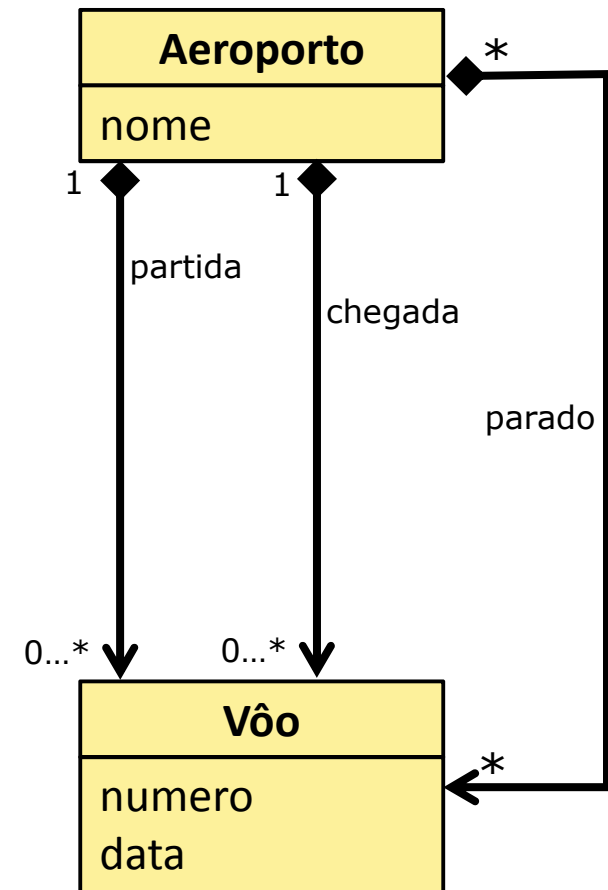 Aeroporto
*
nome
1
1
partida
chegada
parado
0...*
0...*
Vôo
*
numero
data